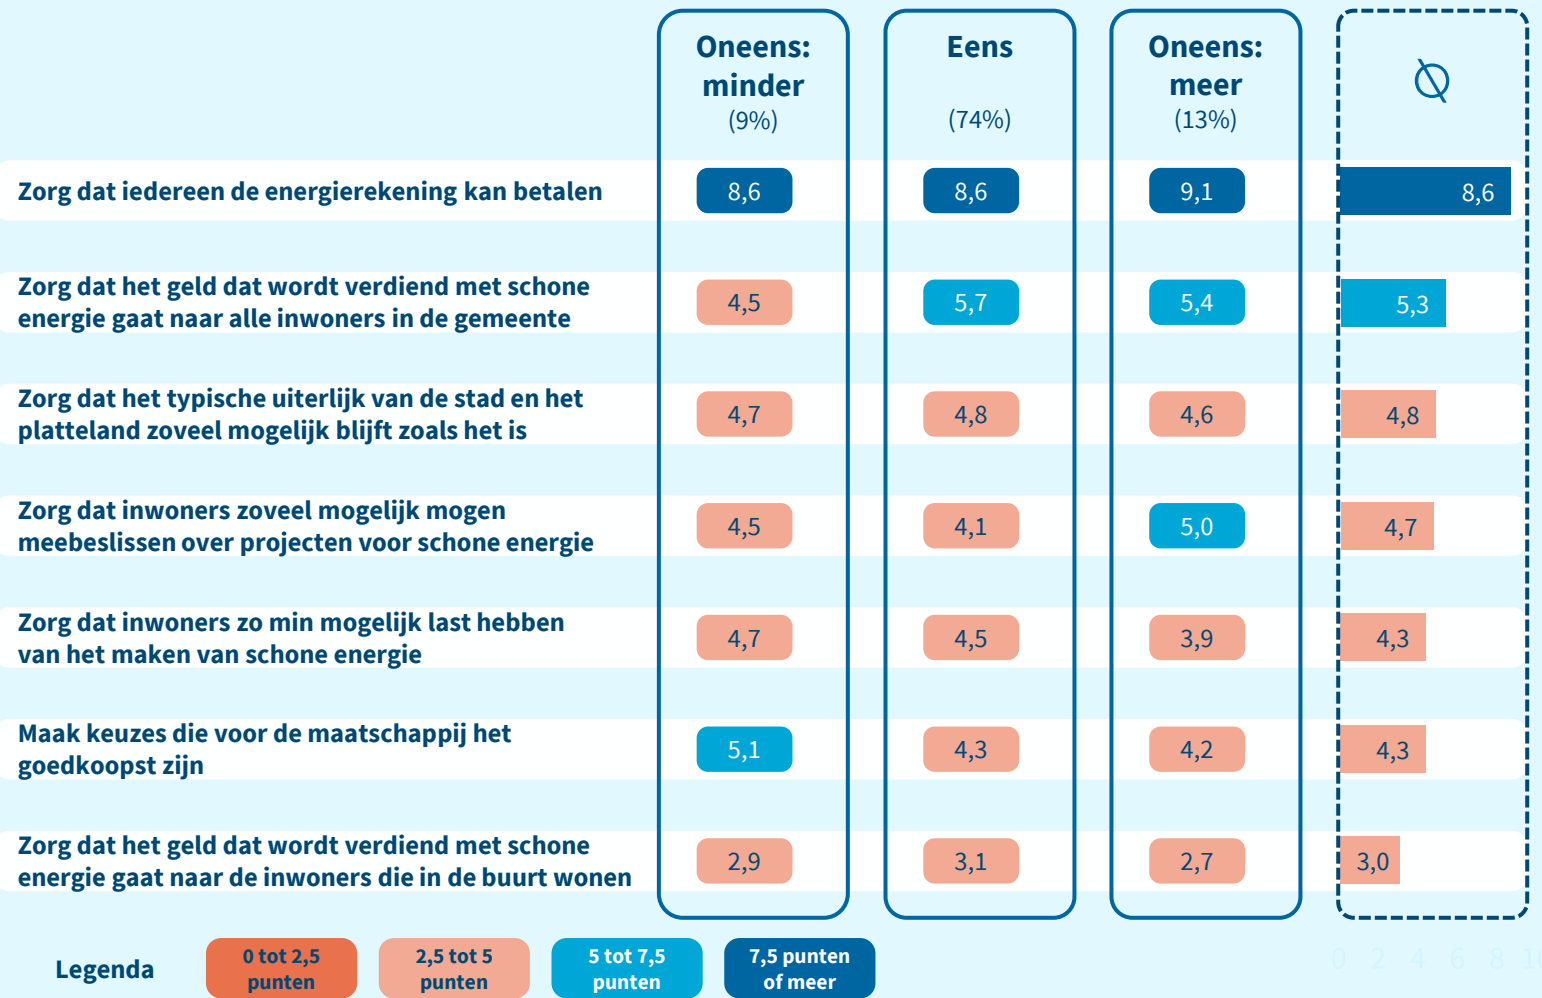 Oneens:
minder
(9%)
Eens
(74%)
Oneens:
meer
(13%)
Ø
Zorg dat iedereen de energierekening kan betalen
8,6
8,6
9,1
8,6
Zorg dat het geld dat wordt verdiend met schone
energie gaat naar alle inwoners in de gemeente
4,5
5,7
5,4
5,3
Zorg dat het typische uiterlijk van de stad en het
platteland zoveel mogelijk blijft zoals het is
4,7
4,8
4,6
4,8
Zorg dat inwoners zoveel mogelijk mogen
meebeslissen over projecten voor schone energie
4,5
4,1
5,0
4,7
Zorg dat inwoners zo min mogelijk last hebben
van het maken van schone energie
4,7
4,5
3,9
4,3
Maak keuzes die voor de maatschappij het
goedkoopst zijn
5,1
4,3
4,2
4,3
Zorg dat het geld dat wordt verdiend met schone
energie gaat naar de inwoners die in de buurt wonen
2,9
3,1
2,7
3,0
Legenda
0 tot 2,5
punten
2,5 tot 5
punten
5 tot 7,5
punten
7,5 punten
of meer
0 2 4 6 8 10